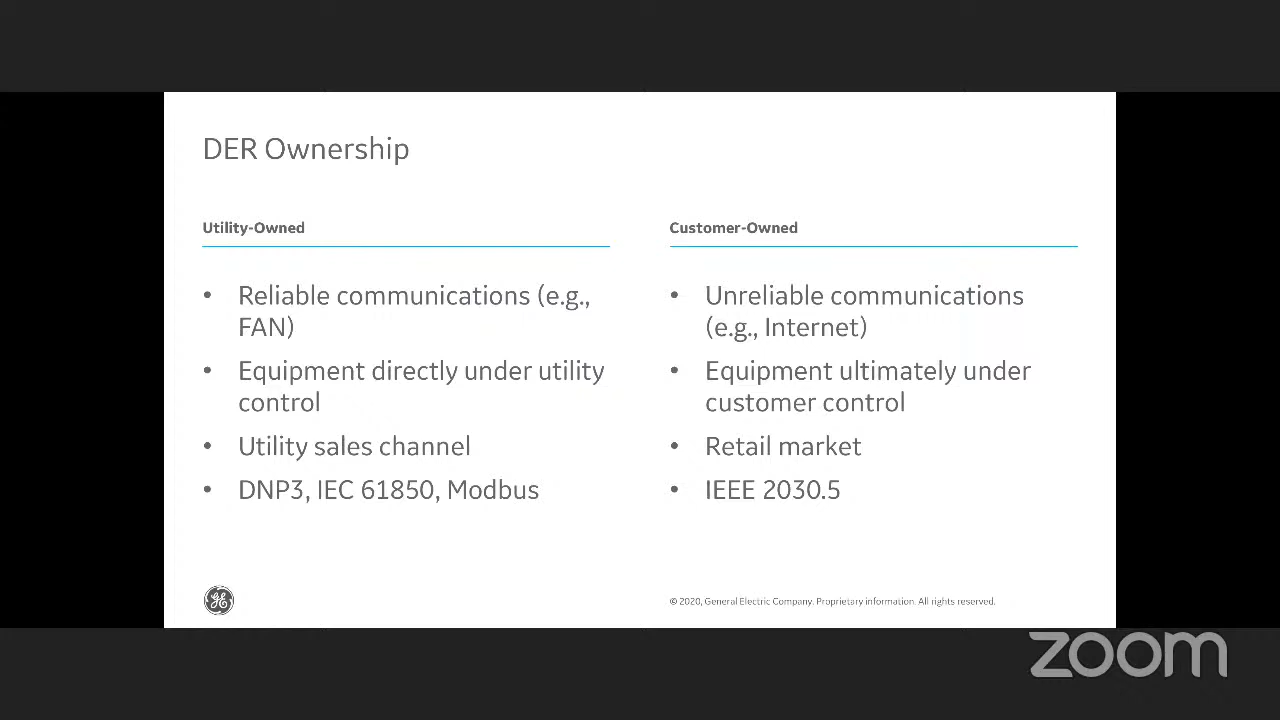 DER Ownership
Utility-Owned
• Reliable communications (e.g.,
FAN)
• Equipment directly under utility
control
• Utility sales channel
• DNP3, IEC 61850, Modbus
Customer-Owned
• Unreliable communications
(e.g., Internet)
• Equipment ultimately under
customer control
• Retail market
• IEEE 2030.5
GE
© 2020, General Electric Company. Proprietary information. All rights reserved.
zoom